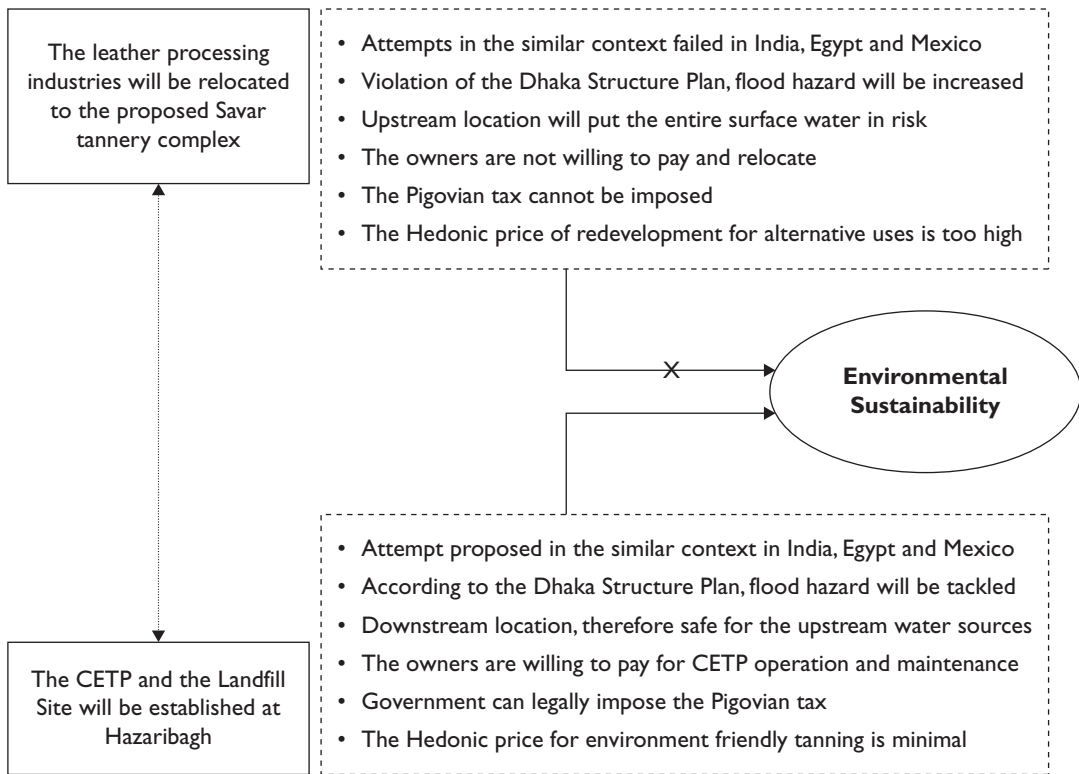 The leather processing
industries will be relocated
to the proposed Savar
tannery complex
• Attempts in the similar context failed in India, Egypt and Mexico
• Violation of the Dhaka Structure Plan, flood hazard will be increased
• Upstream location will put the entire surface water in risk
• The owners are not willing to pay and relocate
• The Pigovian tax cannot be imposed
• The Hedonic price of redevelopment for alternative uses is too high
X
Environmental
Sustainability
The CETP and the Landfill
Site will be established at
Hazaribagh
• Attempt proposed in the similar context in India, Egypt and Mexico
• According to the Dhaka Structure Plan, flood hazard will be tackled
• Downstream location, therefore safe for the upstream water sources
• The owners are willing to pay for CETP operation and maintenance
• Government can legally impose the Pigovian tax
• The Hedonic price for environment friendly tanning is minimal